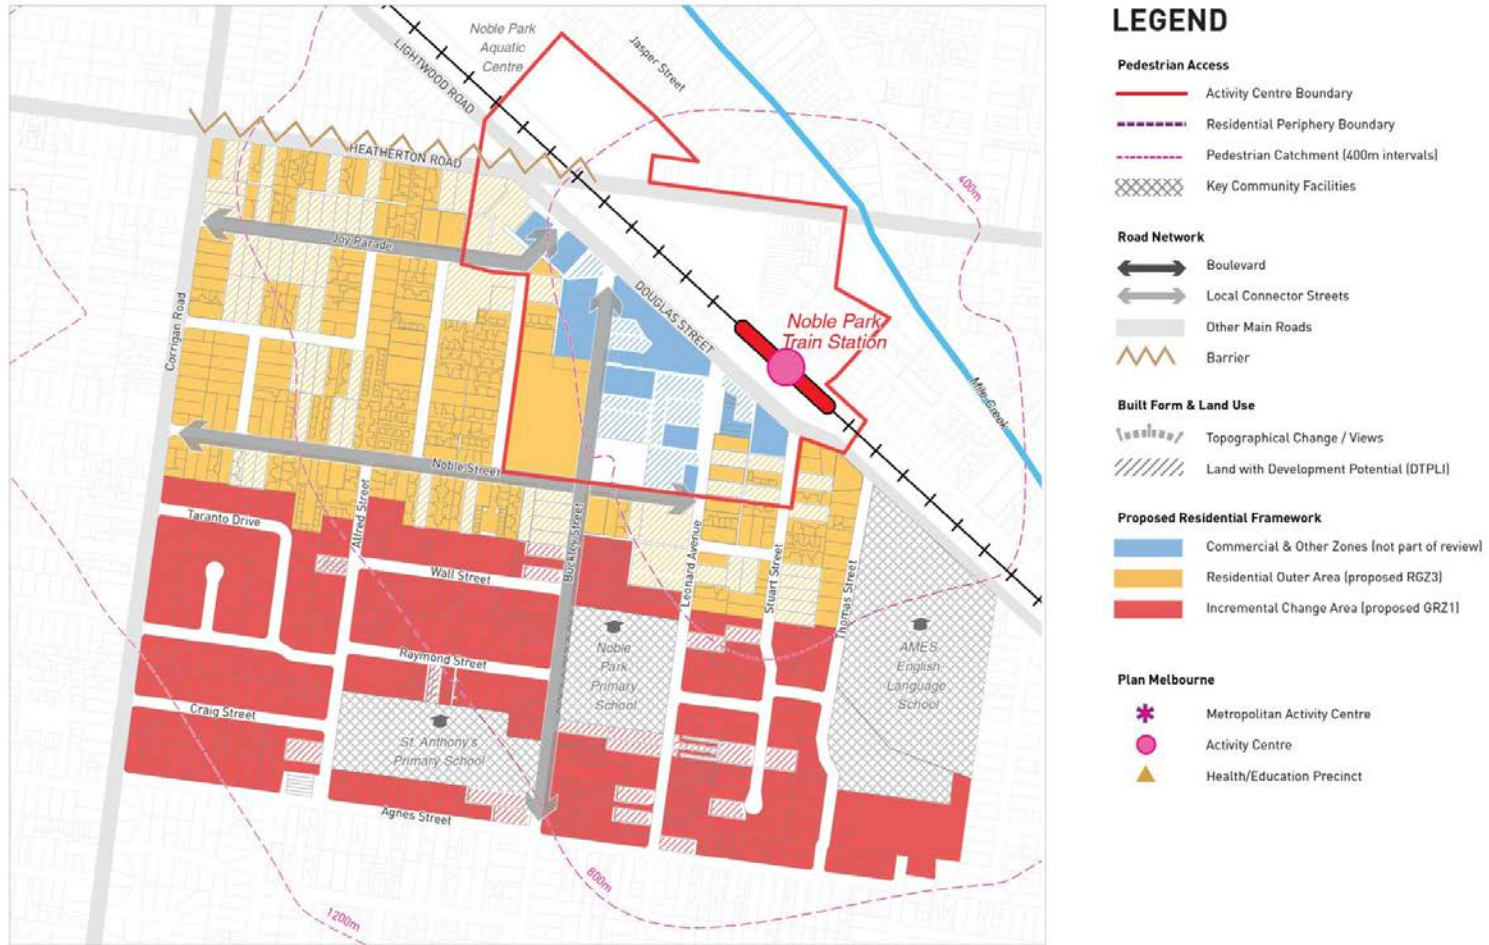 Noble Park
Aquatic
Centre
Jasper Street
LIGHTWOOD ROAD
HEATHERTON ROAD
400m
Joy Parade
DOUGLAS STREET
Corrigan Road
Noble Park
Train Station
Mile Creek
Noble Street
Taranto Drive
Alfred Street
Buckley Street
Leonard Avenue
Stuart Street
Thomas Street
Wall Street
Noble
Park
Primary
School
AMES
English
Language
School
Raymond Street
Craig Street
St. Anthony's
Primary School
Agnes Street
800m
1200m
LEGEND
Pedestrian Access
Activity Centre Boundary
Residential Periphery Boundary
Pedestrian Catchment (400m intervals)
Key Community Facilities
Road Network
Boulevard
Local Connector Streets
Other Main Roads
Barrier
Built Form & Land Use
Topographical Change / Views
Land with Development Potential (DTPLI)
Proposed Residential Framework
Commercial & Other Zones (not part of review)
Residential Outer Area (proposed RGZ3)
Incremental Change Area (proposed GRZ1)
Plan Melbourne
Metropolitan Activity Centre
Activity Centre
Health/Education Precinct